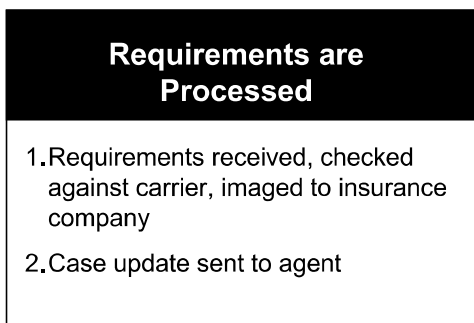 Requirements are
Processed
1.Requirements received, checked
against carrier, imaged to insurance
company
2.Case update sent to agent